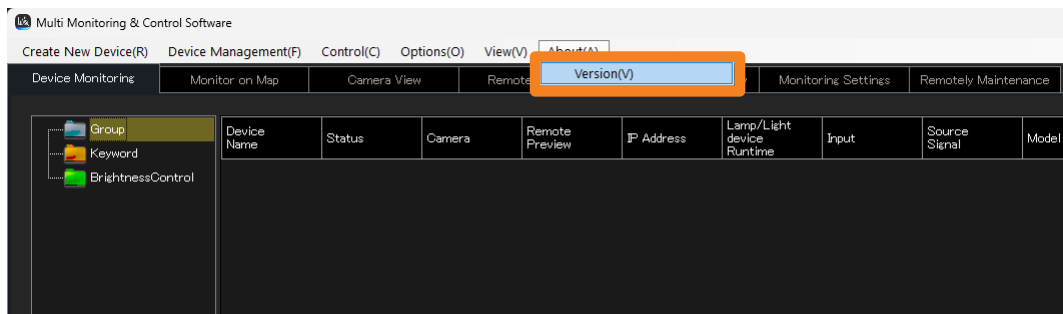 Multi Monitoring & Control Software
Create New Device(R) Device Management(F) Control(C) Options(O) View(V) About(A)
Version(V)
Device Monitoring Monitor on Map Camera View Remote Monitoring Settings Remotely Maintenance
Group
Keyword
BrightnessControl
Device Name Status Camera Remote Preview IP Address Lamp/Light device Runtime Input Source Signal Model